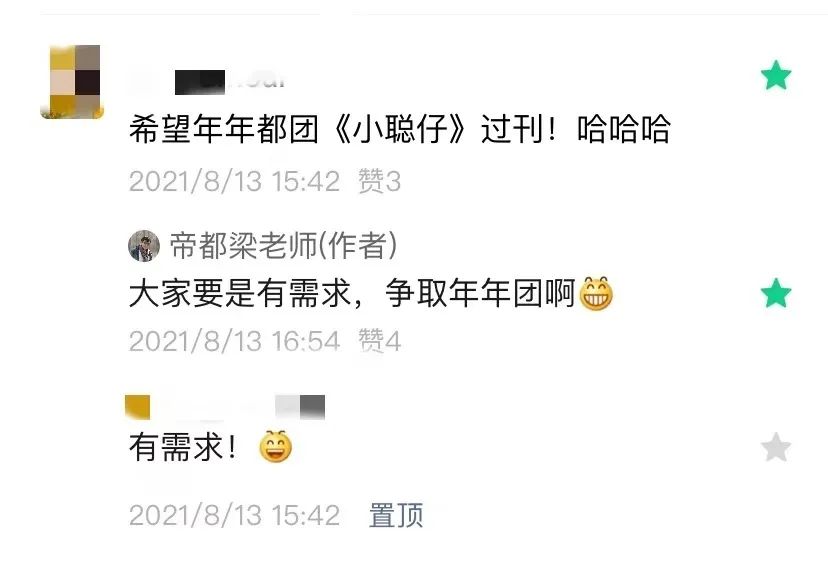 希望年年都团《小聪仔》过刊！哈哈哈
2021/8/13 15:42 赞3
帝都梁老师(作者)
大家要是有需求，争取年年团啊😁
2021/8/13 16:54 赞4
有需求！😄
2021/8/13 15:42 置顶